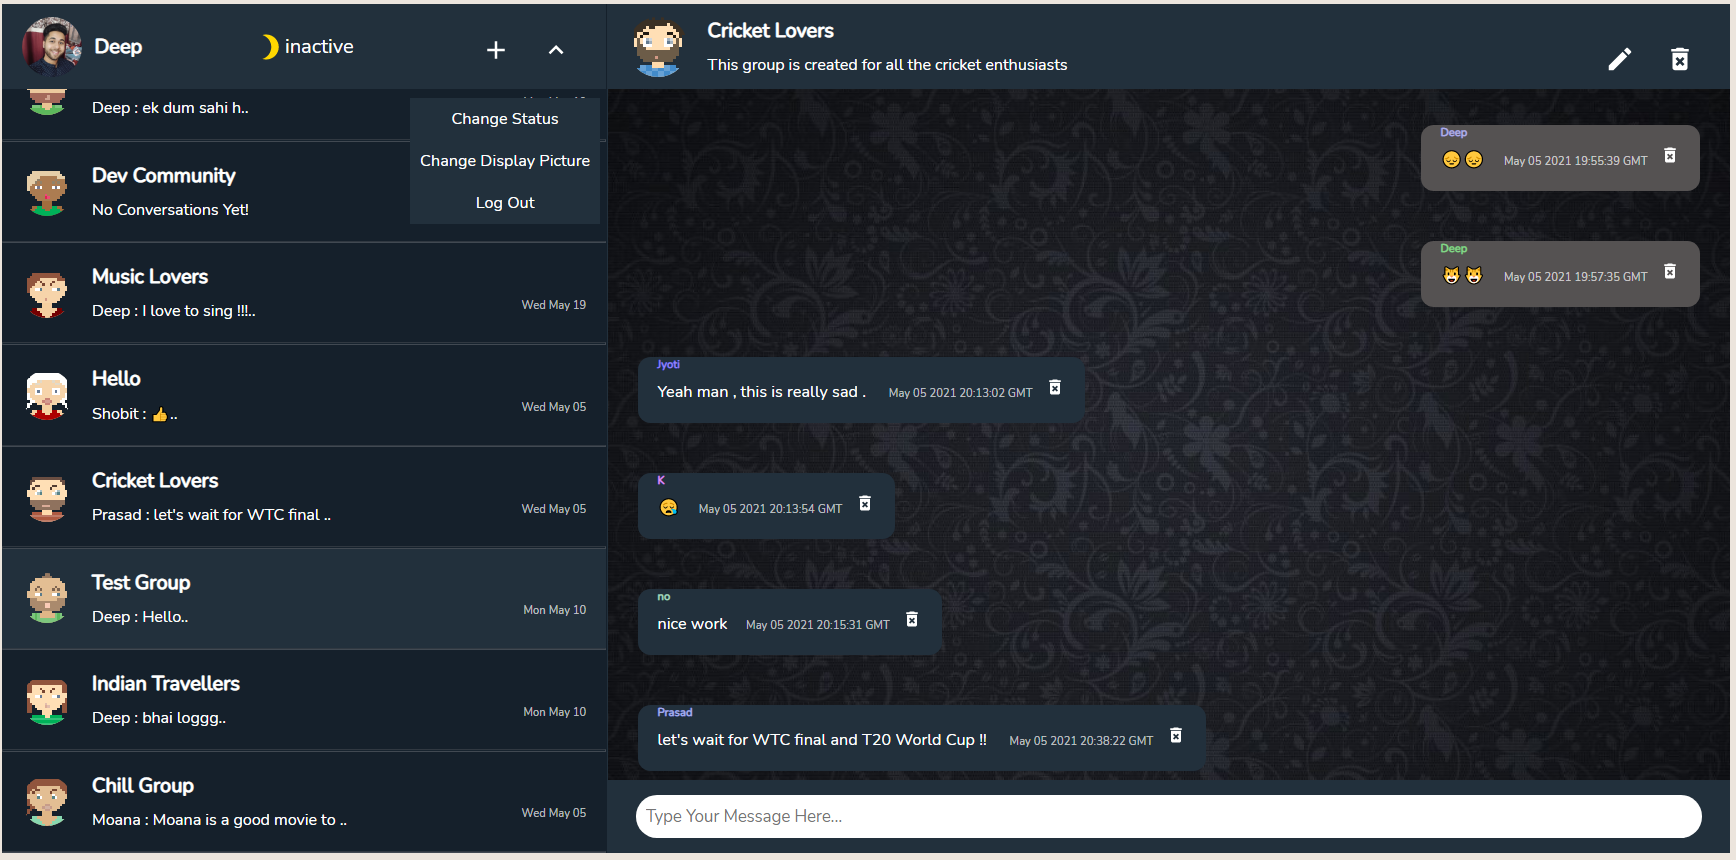 Deep
inactive
Deep : ek dum sahi h..
Change Status
Change Display Picture
Log Out
Dev Community
No Conversations Yet!
Music Lovers
Deep : I love to sing !!!..
Wed May 19
Hello
Shobit : 👍..
Wed May 05
Cricket Lovers
Prasad : let's wait for WTC final ..
Wed May 05
Test Group
Deep : Hello..
Mon May 10
Indian Travellers
Deep : bhai loggg..
Mon May 10
Chill Group
Moana : Moana is a good movie to ..
Wed May 05
Cricket Lovers
This group is created for all the cricket enthusiasts
Deep
😔😔 May 05 2021 19:55:39 GMT
Deep
😺😺 May 05 2021 19:57:35 GMT
Jyoti
Yeah man , this is really sad . May 05 2021 20:13:02 GMT
K
😪 May 05 2021 20:13:54 GMT
no
nice work May 05 2021 20:15:31 GMT
Prasad
let's wait for WTC final and T20 World Cup !! May 05 2021 20:38:22 GMT
Type Your Message Here...